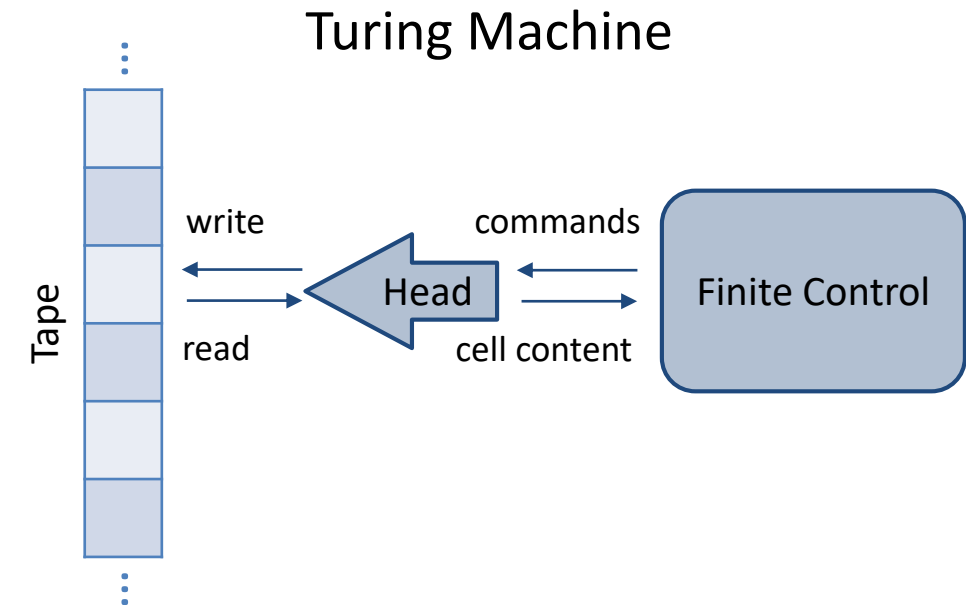 Turing Machine
Tape
write
read
Head
commands
cell content
Finite Control